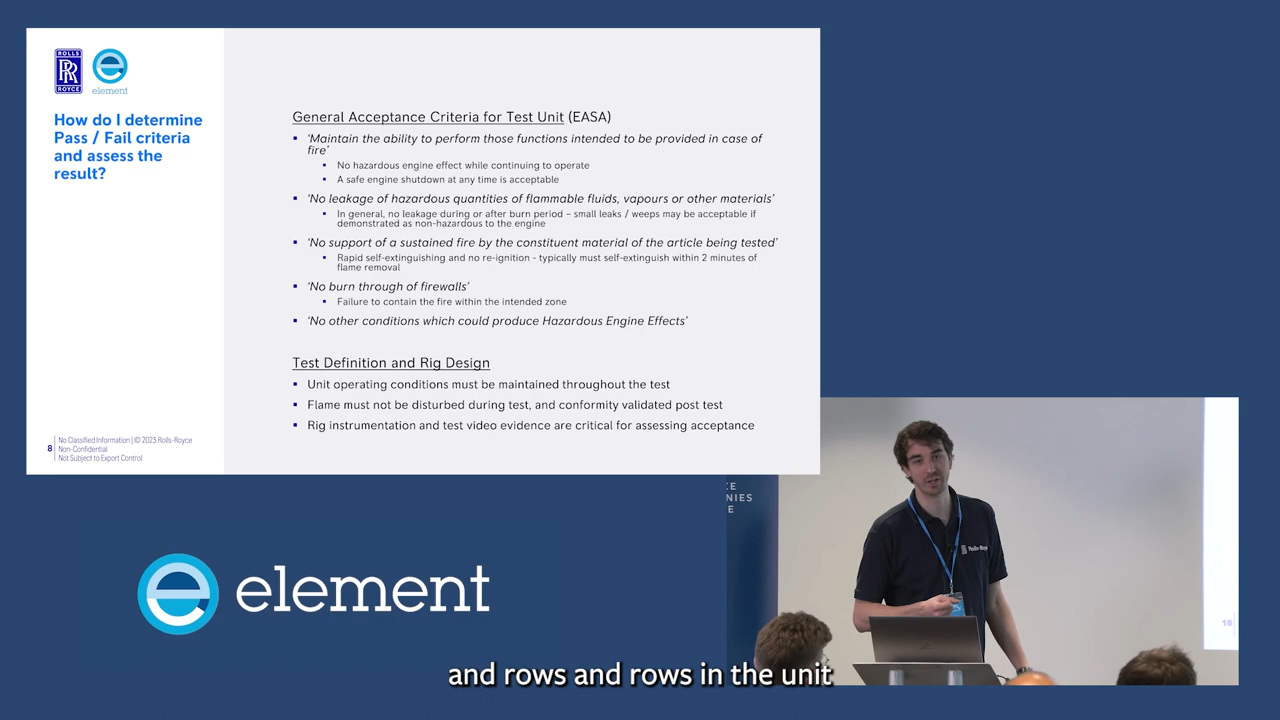 ROLLS
RR
ROYCE
element
How do I determine
Pass / Fail criteria
and assess the
result?
General Acceptance Criteria for Test Unit (EASA)
▪ ‘Maintain the ability to perform those functions intended to be provided in case of
fire’
▪ No hazardous engine effect while continuing to operate
▪ A safe engine shutdown at any time is acceptable
▪ ‘No leakage of hazardous quantities of flammable fluids, vapours or other materials’
▪ In general, no leakage during or after burn period – small leaks / weeps may be acceptable if
demonstrated as non-hazardous to the engine
▪ ‘No support of a sustained fire by the constituent material of the article being tested’
▪ Rapid self-extinguishing and no re-ignition - typically must self-extinguish within 2 minutes of
flame removal
▪ ‘No burn through of firewalls’
▪ Failure to contain the fire within the intended zone
▪ ‘No other conditions which could produce Hazardous Engine Effects’
Test Definition and Rig Design
▪ Unit operating conditions must be maintained throughout the test
▪ Flame must not be disturbed during test, and conformity validated post test
▪ Rig instrumentation and test video evidence are critical for assessing acceptance
8
No Classified Information | © 2023 Rolls-Royce
Non-Confidential
Not Subject to Export Control
CE
NIES
E
Rolls-Royce
18
element
and rows and rows in the unit